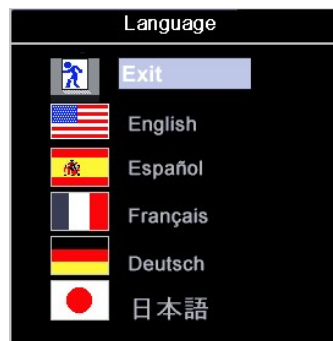 Language
Exit
English
Español
Français
Deutsch
日本語